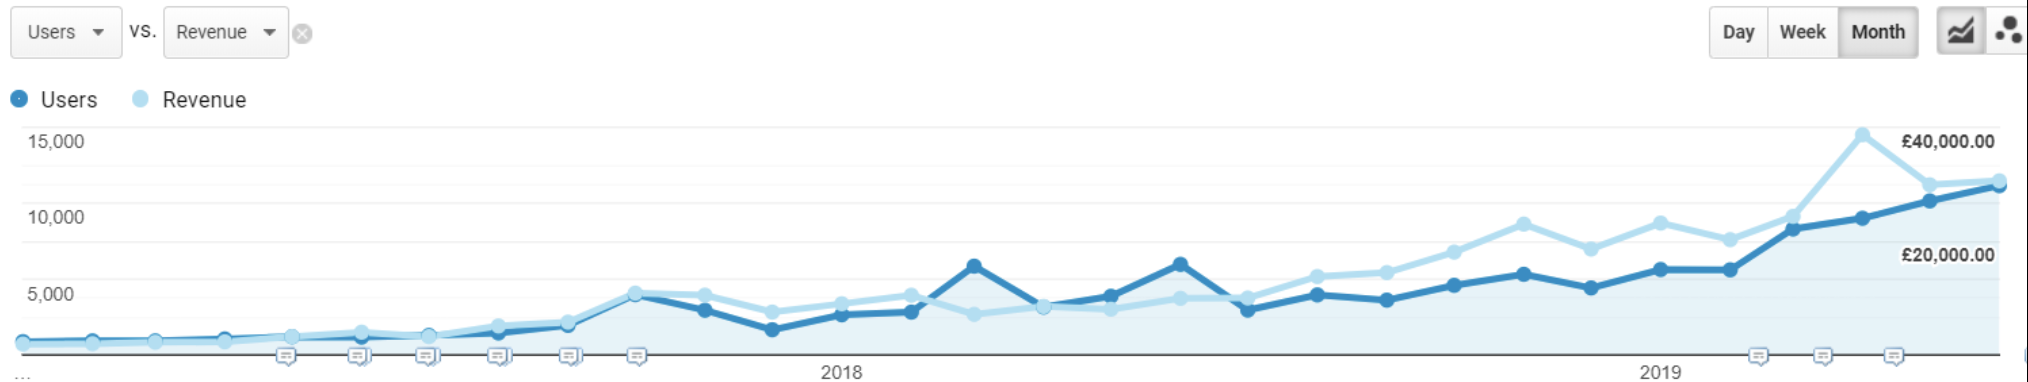 Users vs. Revenue Day Week Month
Users Revenue
15,000 £40,000.00
10,000
£20,000.00
5,000
... 2018 2019